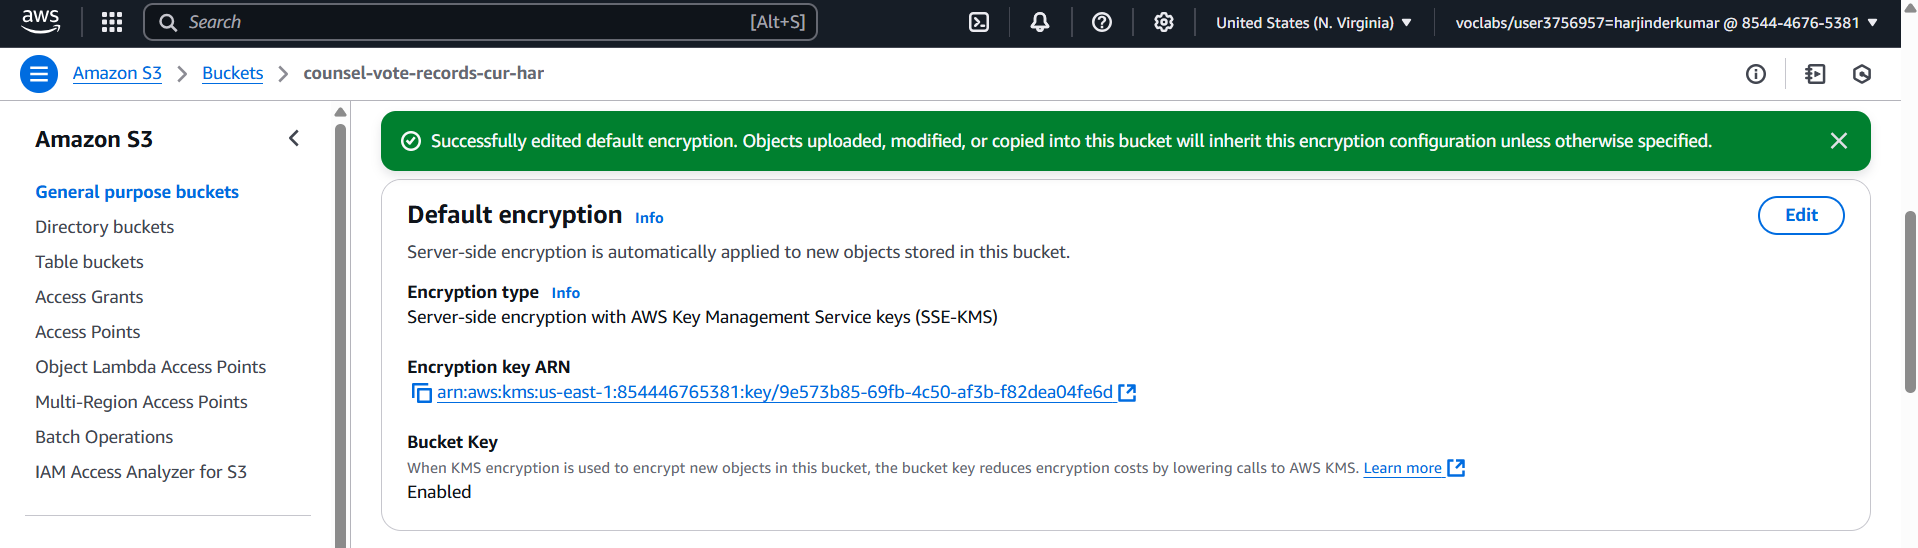 aws
Search [Alt+S]
United States (N. Virginia) ▼
voclabs/user3756957=harjinderkumar @ 8544-4676-5381 ▼
Amazon S3 > Buckets > counsel-vote-records-cur-har
Amazon S3
General purpose buckets
Directory buckets
Table buckets
Access Grants
Access Points
Object Lambda Access Points
Multi-Region Access Points
Batch Operations
IAM Access Analyzer for S3
Successfully edited default encryption. Objects uploaded, modified, or copied into this bucket will inherit this encryption configuration unless otherwise specified.
Default encryption Info
Edit
Server-side encryption is automatically applied to new objects stored in this bucket.
Encryption type Info
Server-side encryption with AWS Key Management Service keys (SSE-KMS)
Encryption key ARN
arn:aws:kms:us-east-1:854446765381:key/9e573b85-69fb-4c50-af3b-f82dea04fe6d
Bucket Key
When KMS encryption is used to encrypt new objects in this bucket, the bucket key reduces encryption costs by lowering calls to AWS KMS. Learn more
Enabled